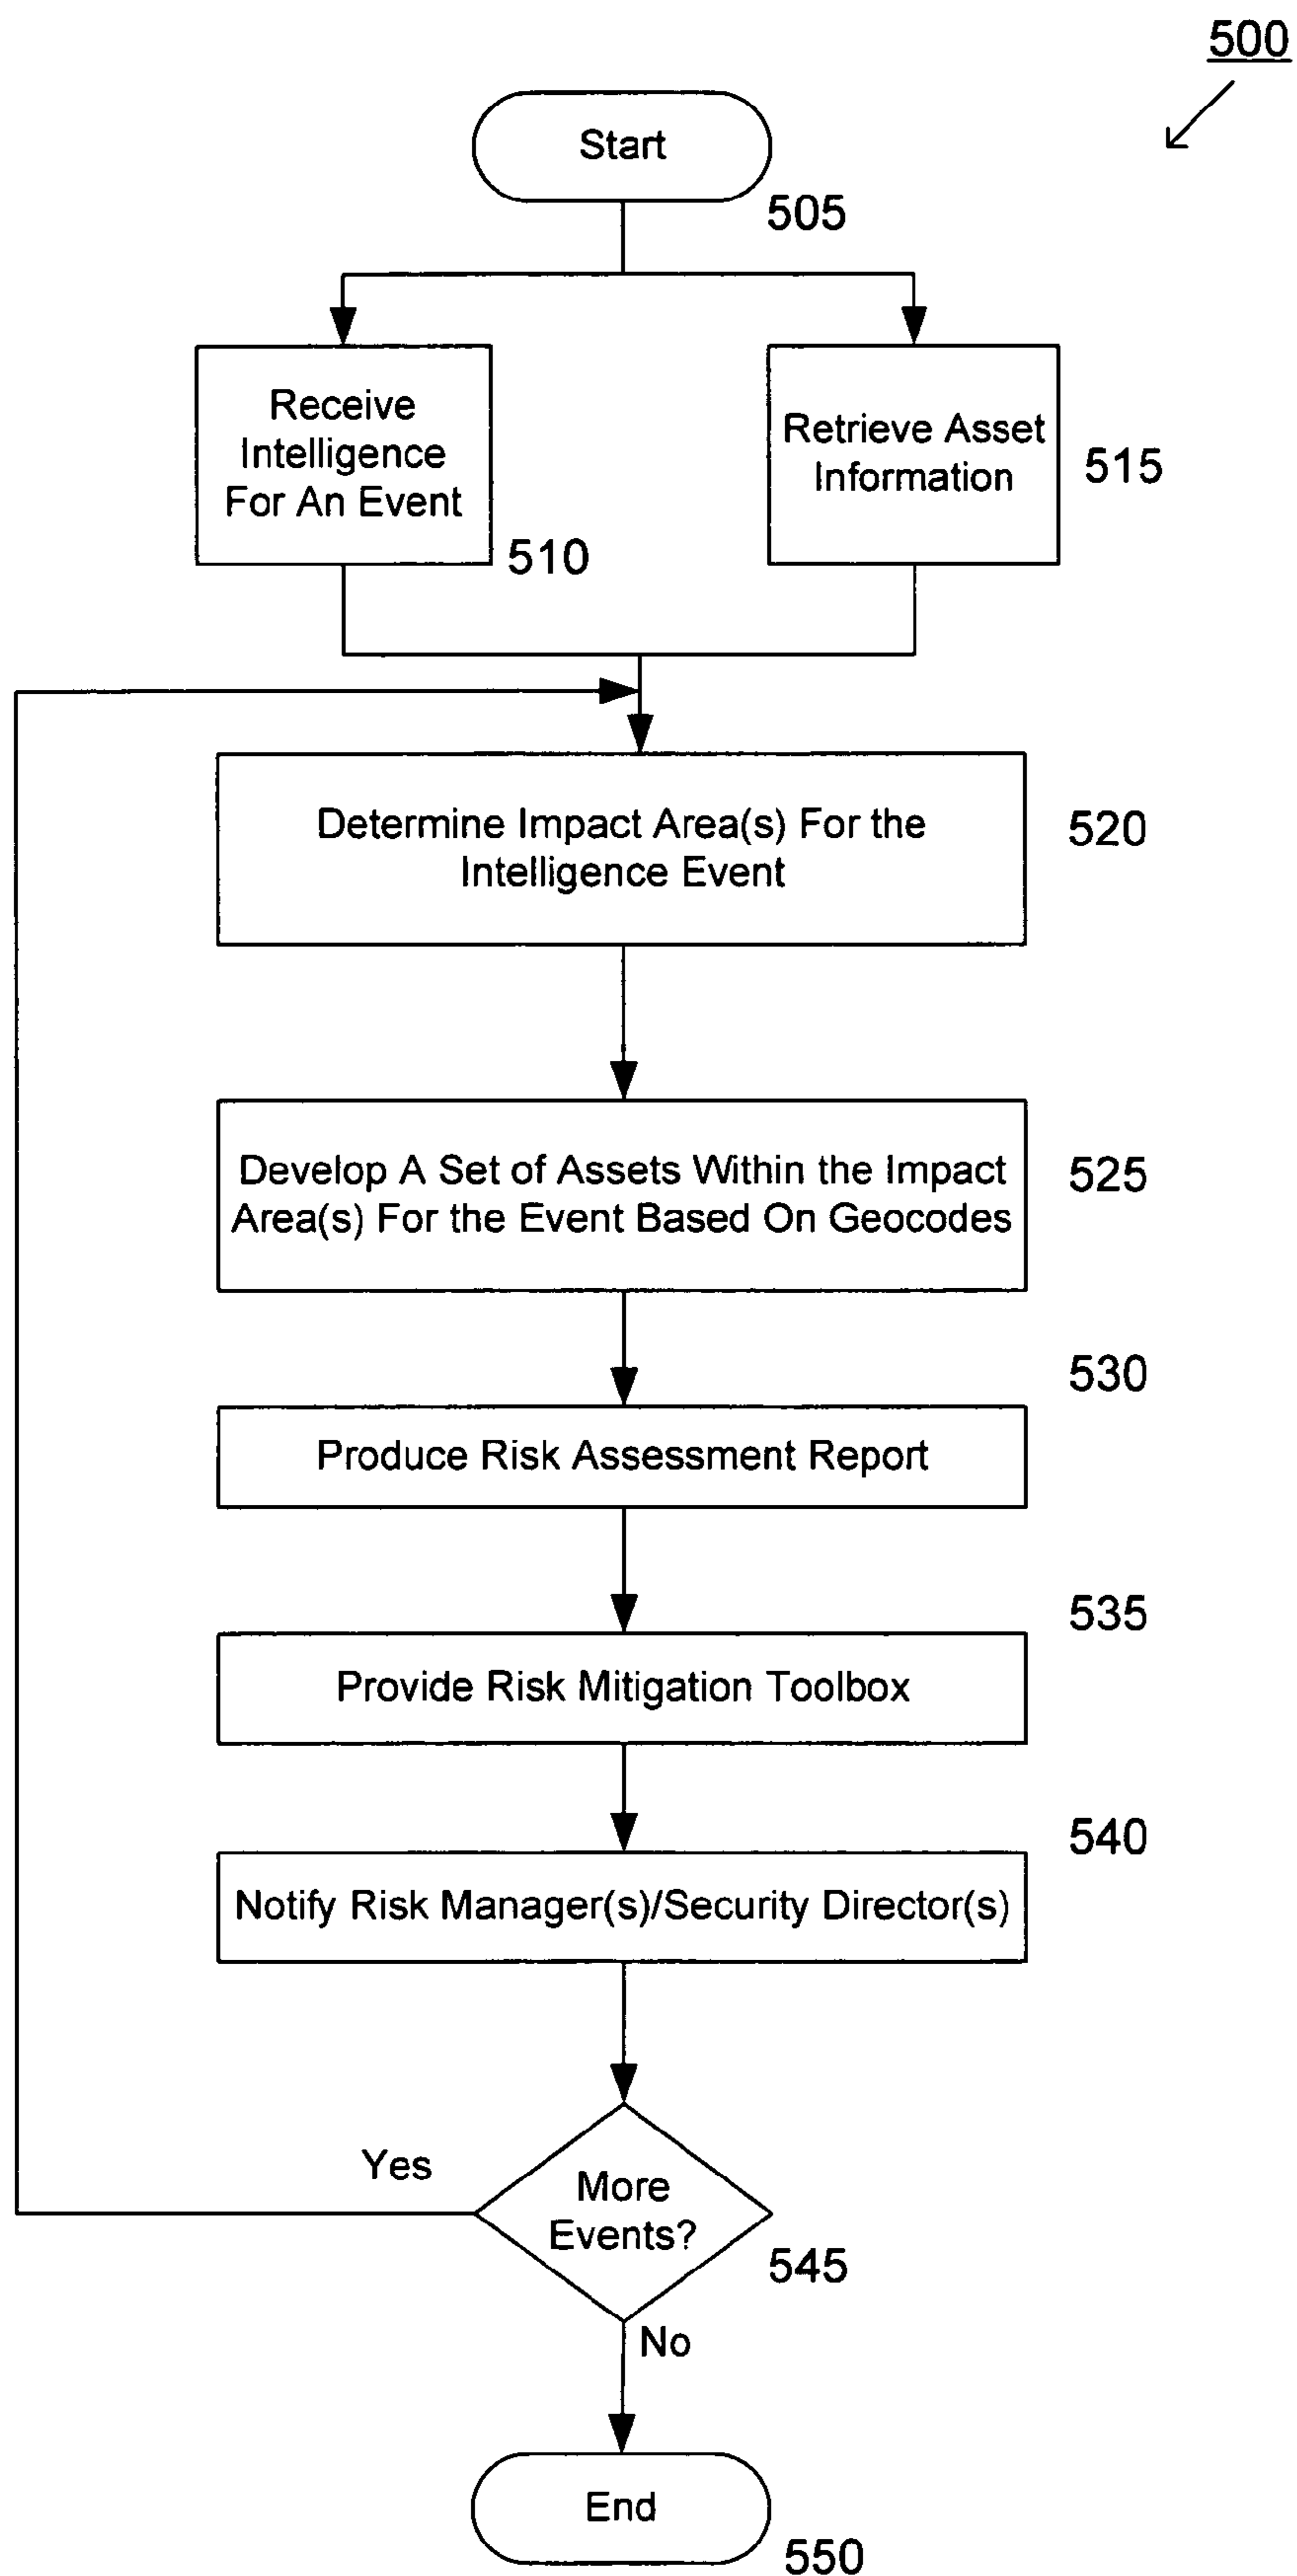 500
Start
505
Receive
Intelligence
For An Event
510
Retrieve Asset
Information
515
Determine Impact Area(s) For the
Intelligence Event
520
Develop A Set of Assets Within the Impact
Area(s) For the Event Based On Geocodes
525
530
Produce Risk Assessment Report
535
Provide Risk Mitigation Toolbox
540
Notify Risk Manager(s)/Security Director(s)
Yes
More
Events?
545
No
End
550